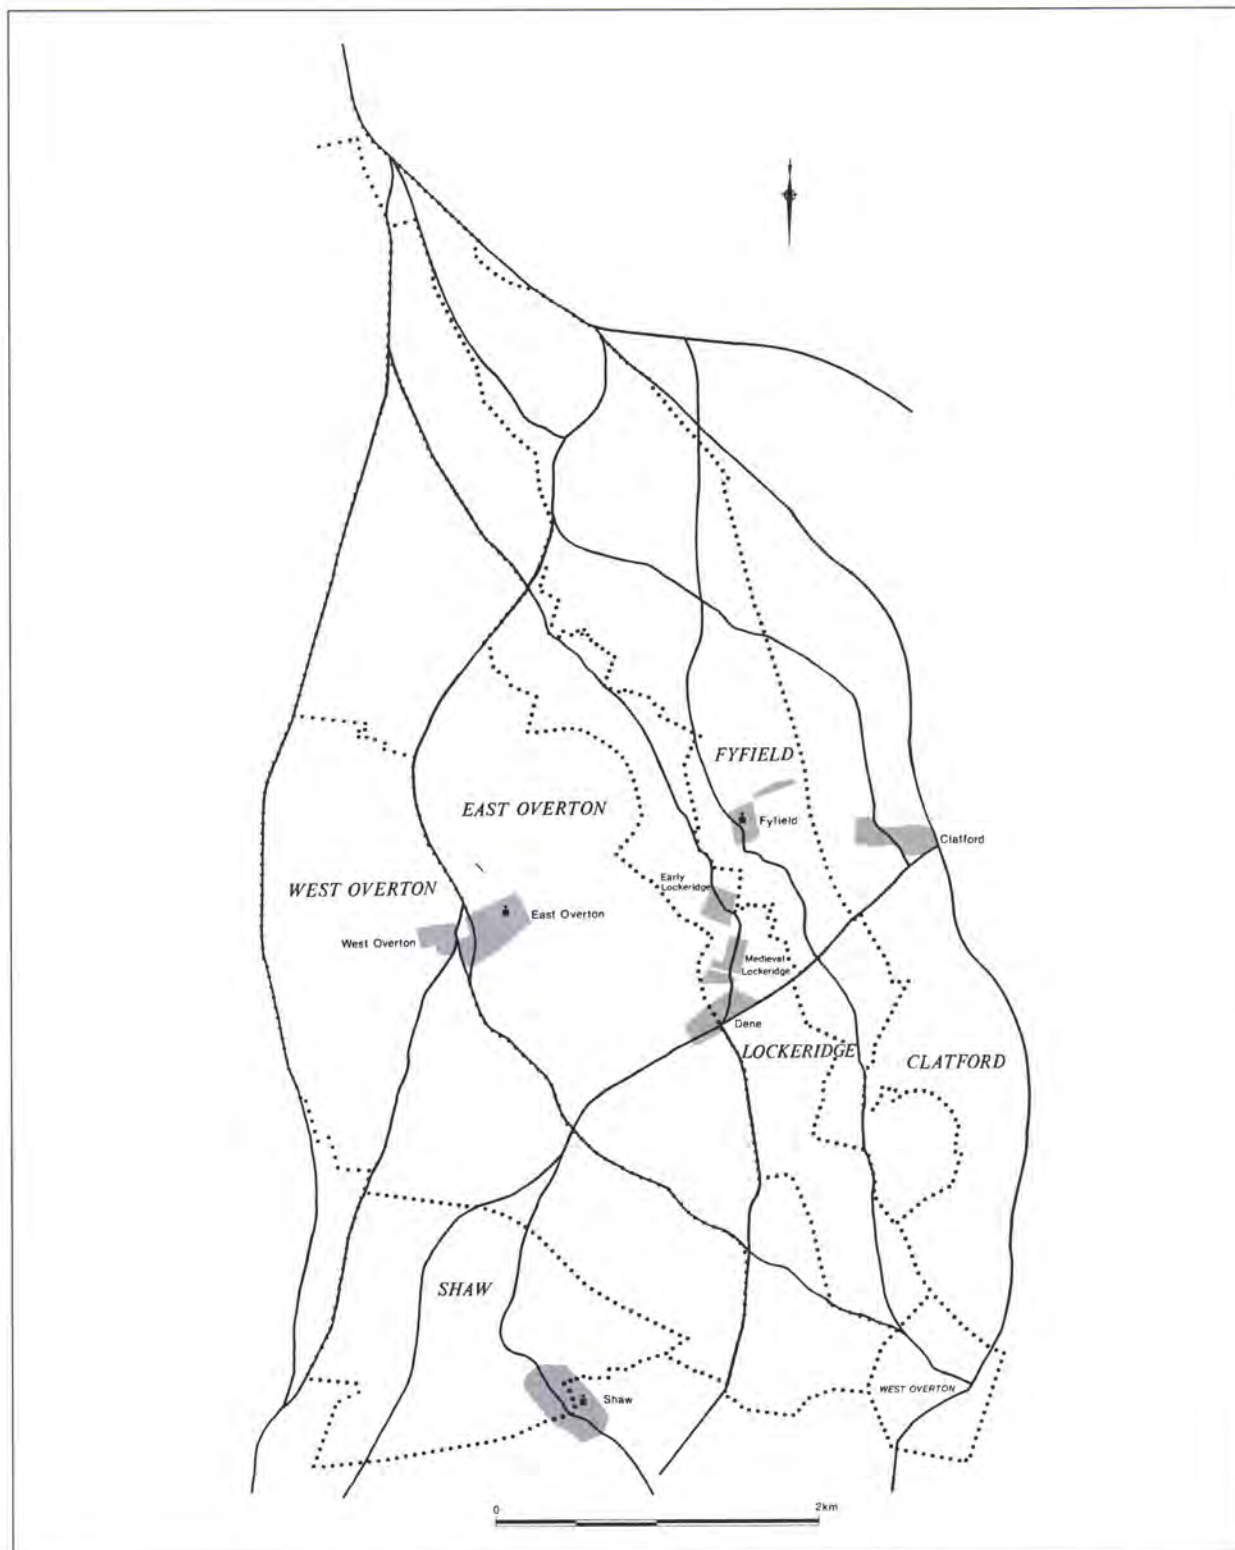 FYFIELD
EAST OVERTON
Fyfield
Clatford
Early
Lockeridge
WEST OVERTON
East Overton
West Overton
Medieval
Lockeridge
Dene
LOCKERIDGE
CLATFORD
SHAW
WEST OVERTON
Shaw
0
2km